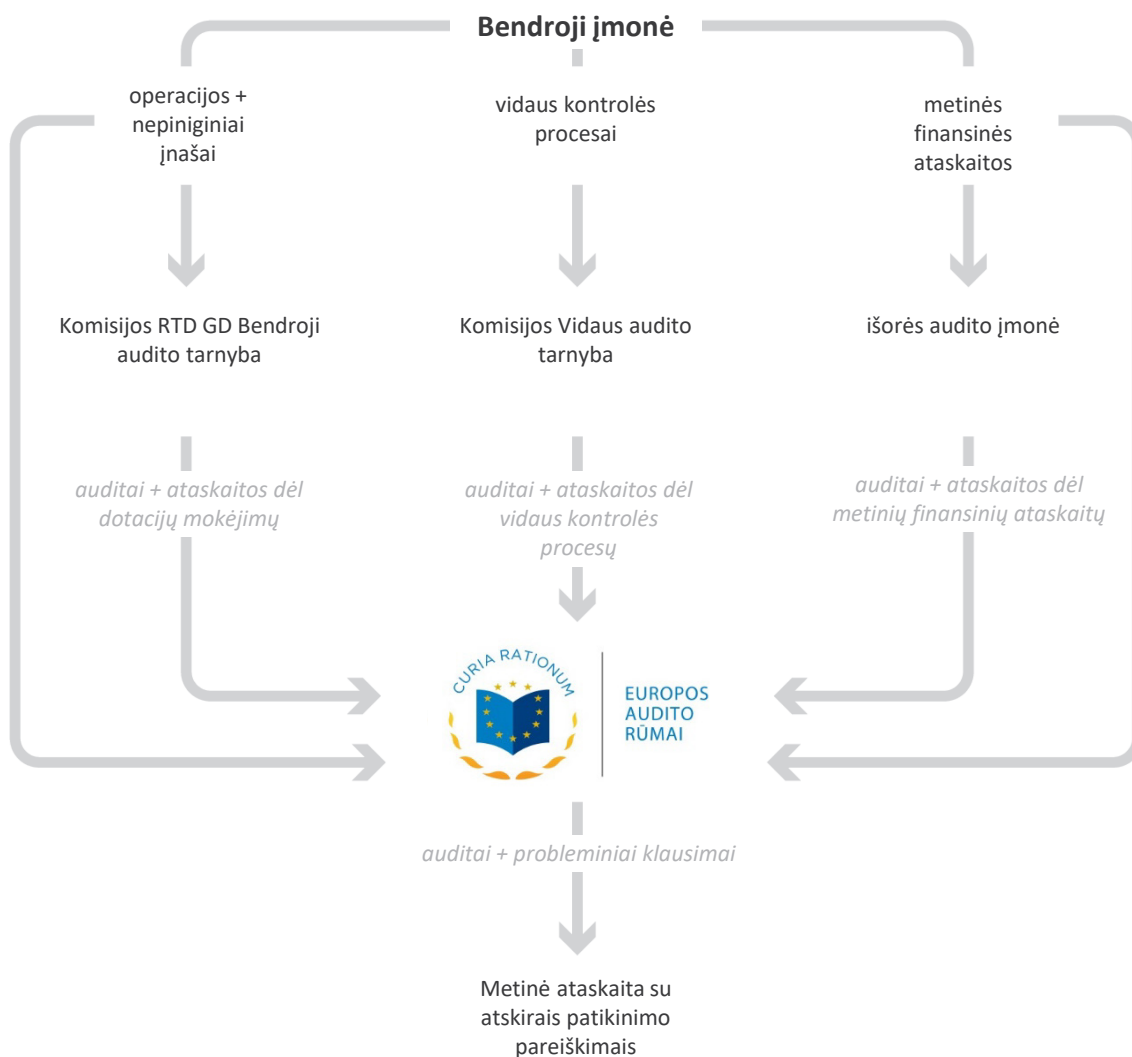 Bendroji įmonė
operacijos +
nepiniginiai
įnašai
vidaus kontrolės
procesai
metinės
finansinės
ataskaitos
Komisijos RTD GD Bendroji
audito tarnyba
Komisijos Vidaus audito
tarnyba
išorės audito įmonė
auditai + ataskaitos dėl
dotacijų mokėjimų
auditai + ataskaitos dėl
vidaus kontrolės
procesų
auditai + ataskaitos dėl
metinių finansinių ataskaitų
CURIA RATIONUM
EUROPOS
AUDITO
RŪMAI
auditai + probleminiai klausimai
Metinė ataskaita su
atskirais patikinimo
pareiškimais